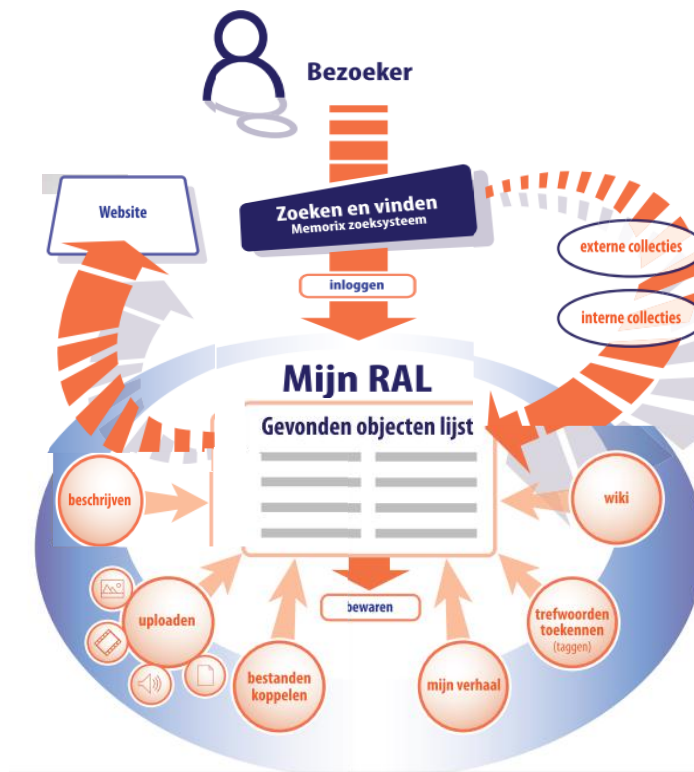 Bezoeker
Website
Zoeken en vinden
Memorix zoeksysteem
externe collecties
inloggen
interne collecties
Mijn RAL
Gevonden objecten lijst
beschrijven
wiki
uploaden
bewaren
trefwoorden
toekennen
(taggen)
bestanden
koppelen
mijn verhaal